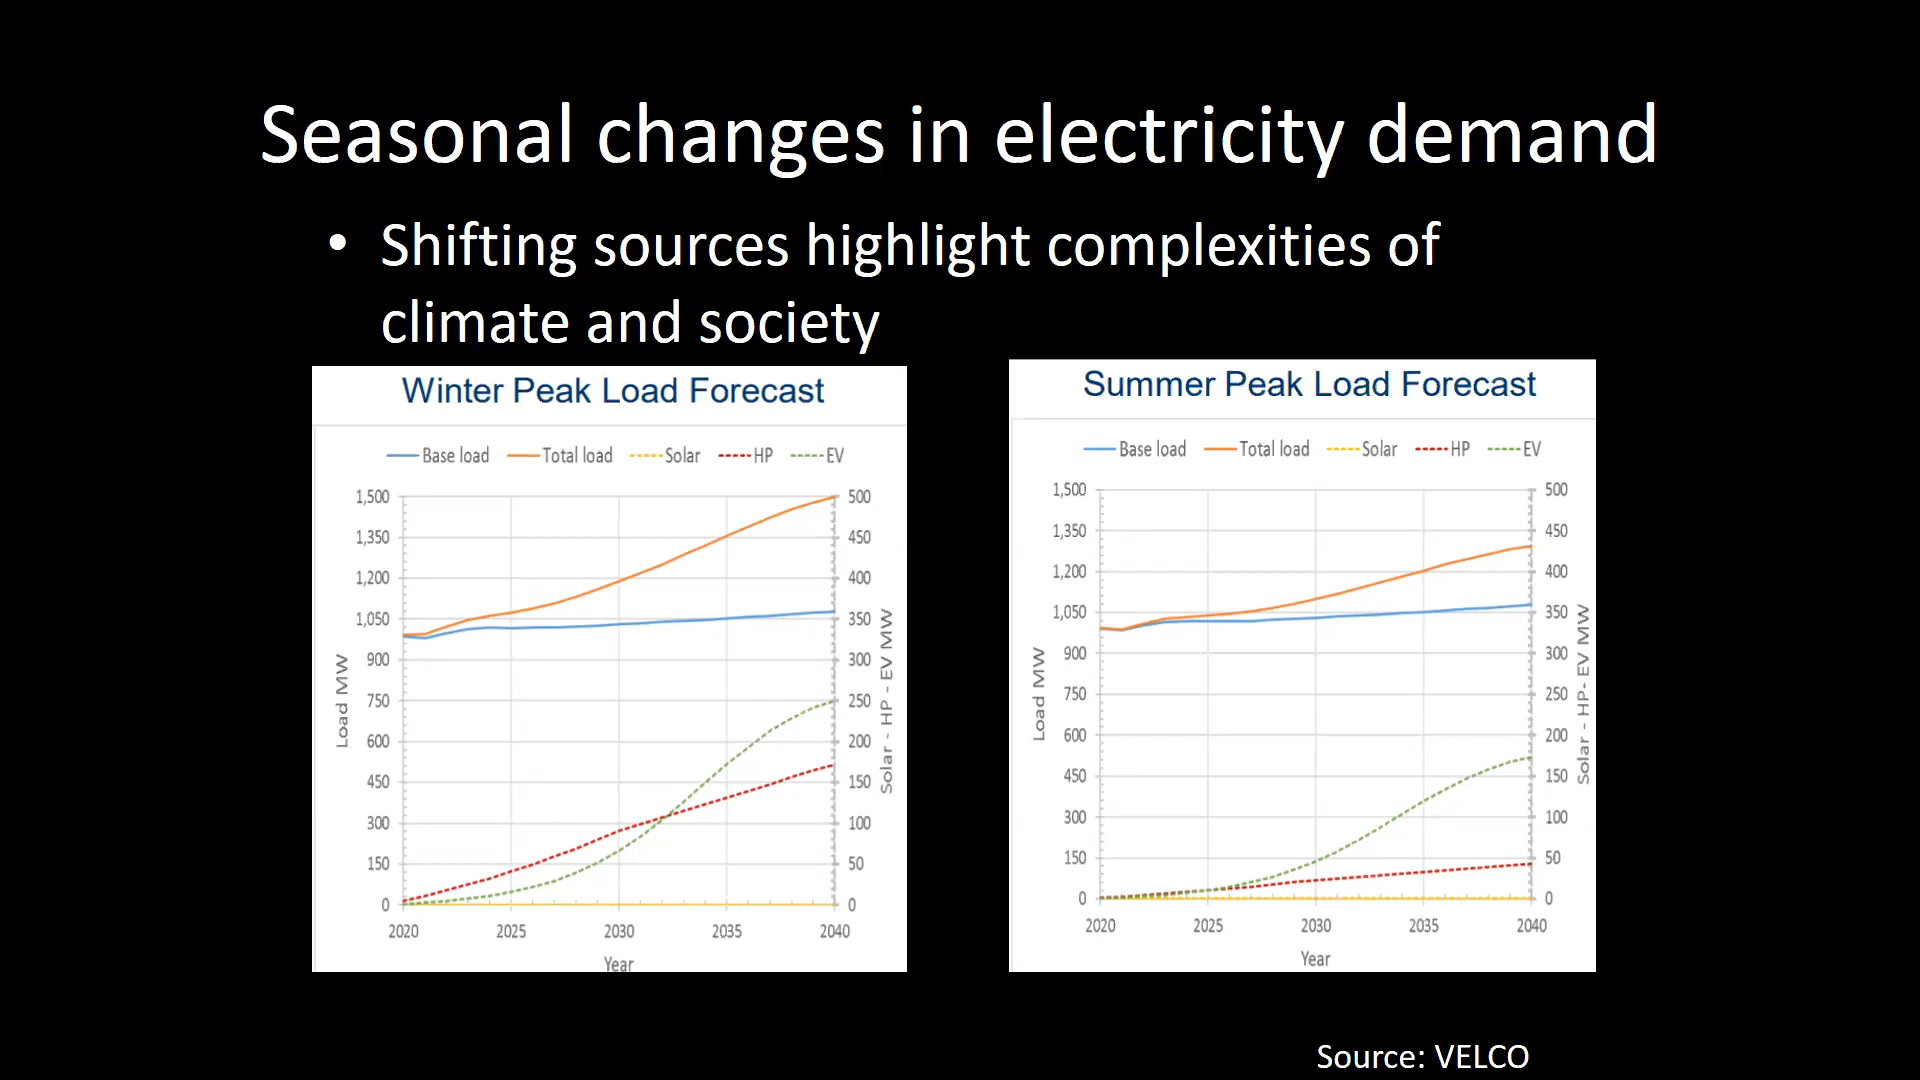 Seasonal changes in electricity demand
• Shifting sources highlight complexities of
climate and society
Winter Peak Load Forecast
Base load Total load Solar HP EV
1,500
1,350
1,200
1,050
900
750
600
450
300
150
0
Load MW
500
450
400
350
300
250
200
150
100
50
0
Solar - HP - EV MW
2020 2025 2030 2035 2040
Year
Summer Peak Load Forecast
Base load Total load Solar HP EV
1,500
1,350
1,200
1,050
900
750
600
450
300
150
0
Load MW
500
450
400
350
300
250
200
150
100
50
0
Solar - HP- EV MW
2020 2025 2030 2035 2040
Year
Source: VELCO